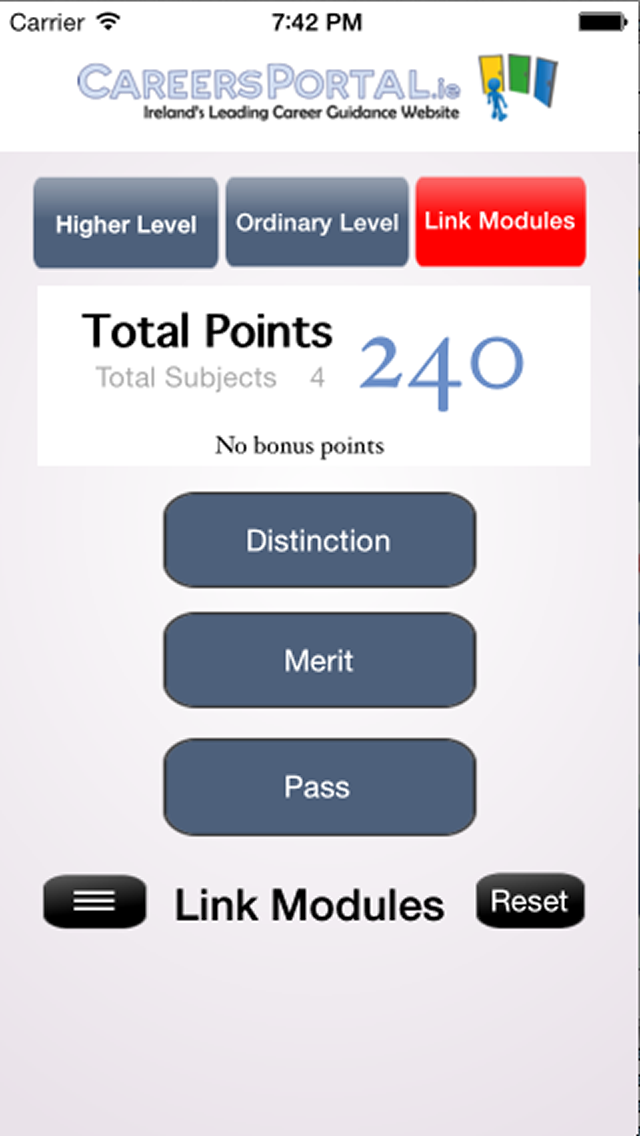 Carrier 7:42 PM
CAREERSPORTAL.ie
Ireland's Leading Career Guidance Website
Higher Level Ordinary Level Link Modules
Total Points 240
Total Subjects 4
No bonus points
Distinction
Merit
Pass
Link Modules Reset